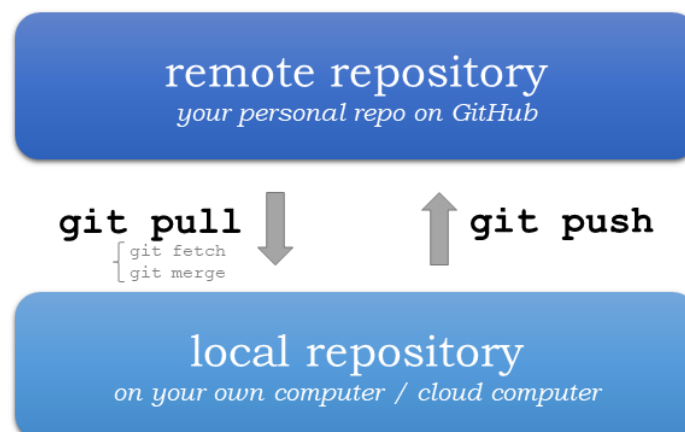 remote repository
your personal repo on GitHub
git pull
git fetch
git merge
git push
local repository
on your own computer / cloud computer